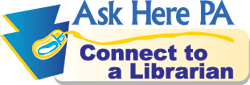 Ask Here PA
Connect to
a Librarian